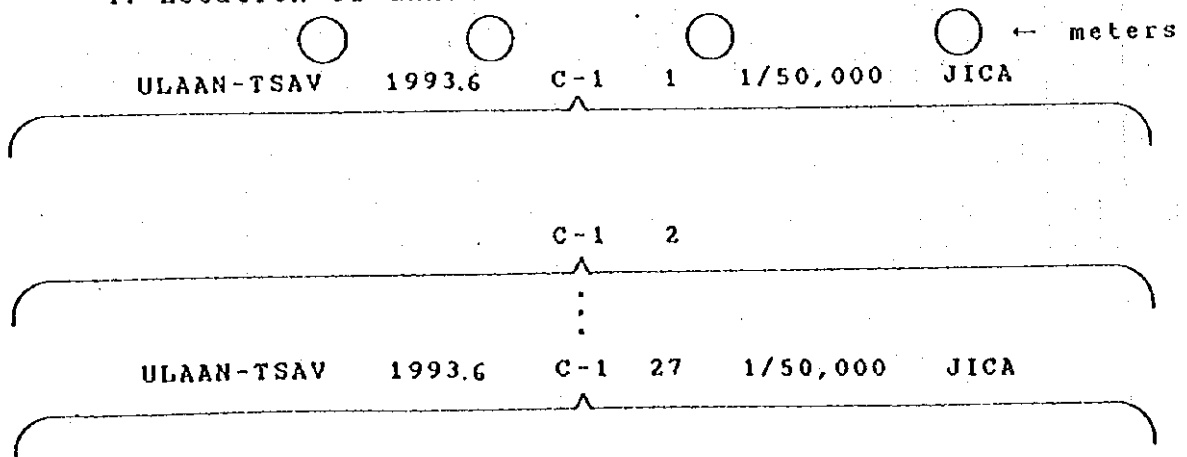 ← meters
ULAAN-TSAV 1993.6 C-1 1 1/50,000 JICA
C-1 2
ULAAN-TSAV 1993.6 C-1 27 1/50,000 JICA